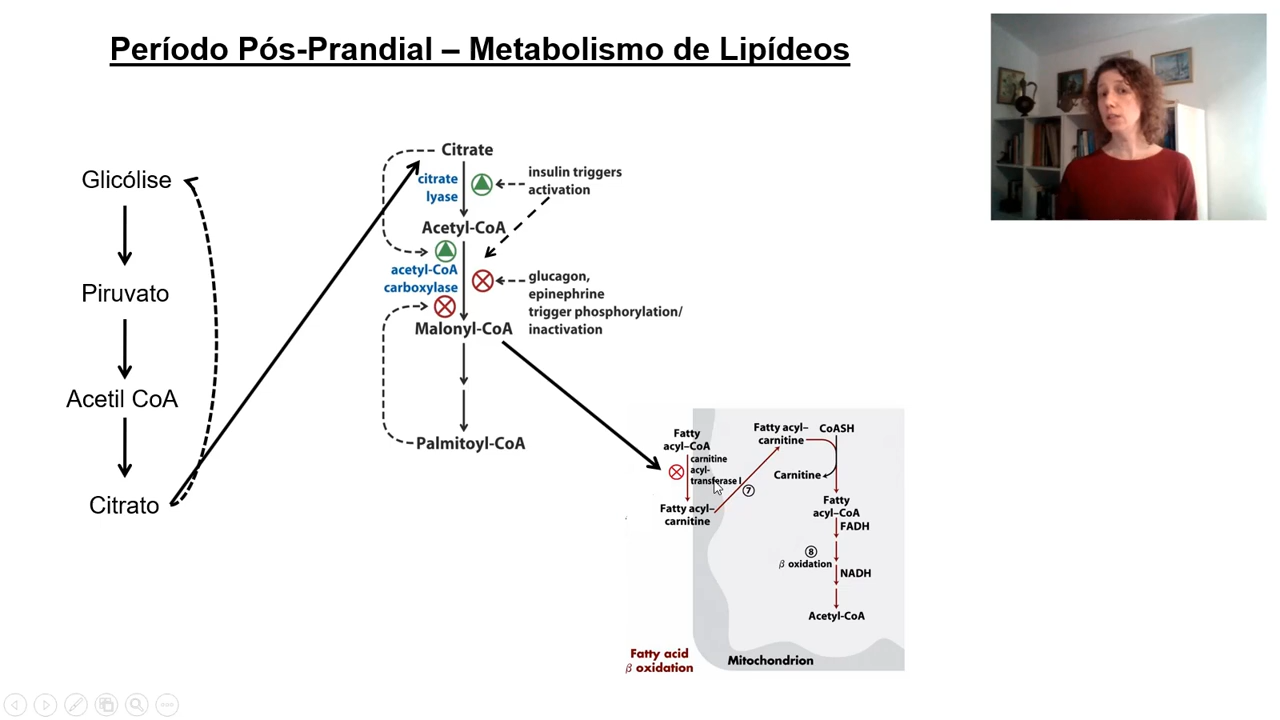 Período Pós-Prandial – Metabolismo de Lipídeos
Glicólise
Piruvato
Acetil CoA
Citrato
Citrate
citrate
lyase
insulin triggers
activation
Acetyl-CoA
acetyl-CoA
carboxylase
glucagon,
epinephrine
trigger phosphorylation/
inactivation
Malonyl-CoA
Palmitoyl-CoA
Fatty
acyl–CoA
carnitine
acyl-
transferase I
Fatty acyl–
carnitine
7
Fatty acyl–
carnitine
CoASH
Carnitine
Fatty
acyl–CoA
FADH
8
β oxidation
NADH
Acetyl-CoA
Fatty acid
β oxidation
Mitochondrion